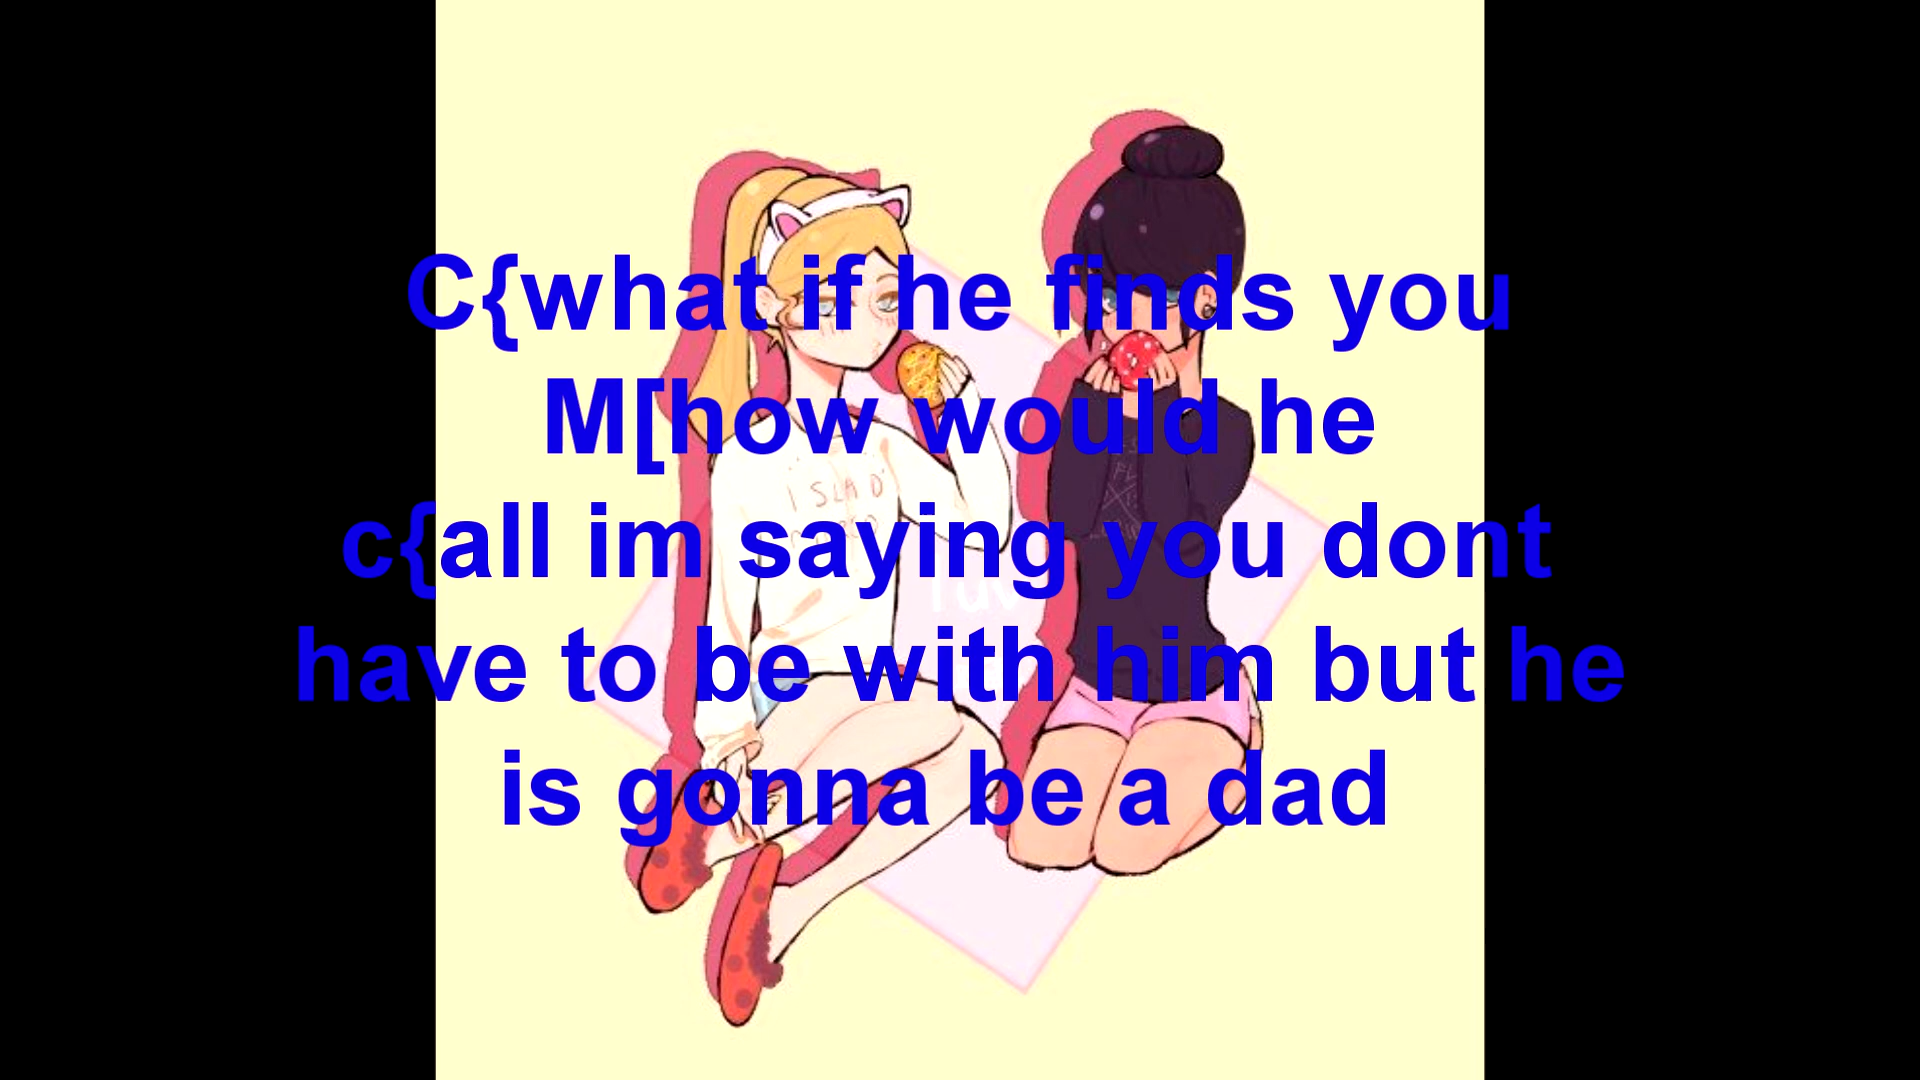 C{what if he finds you
M[how would he
c{all im saying you dont
have to be with him but he
is gonna be a dad